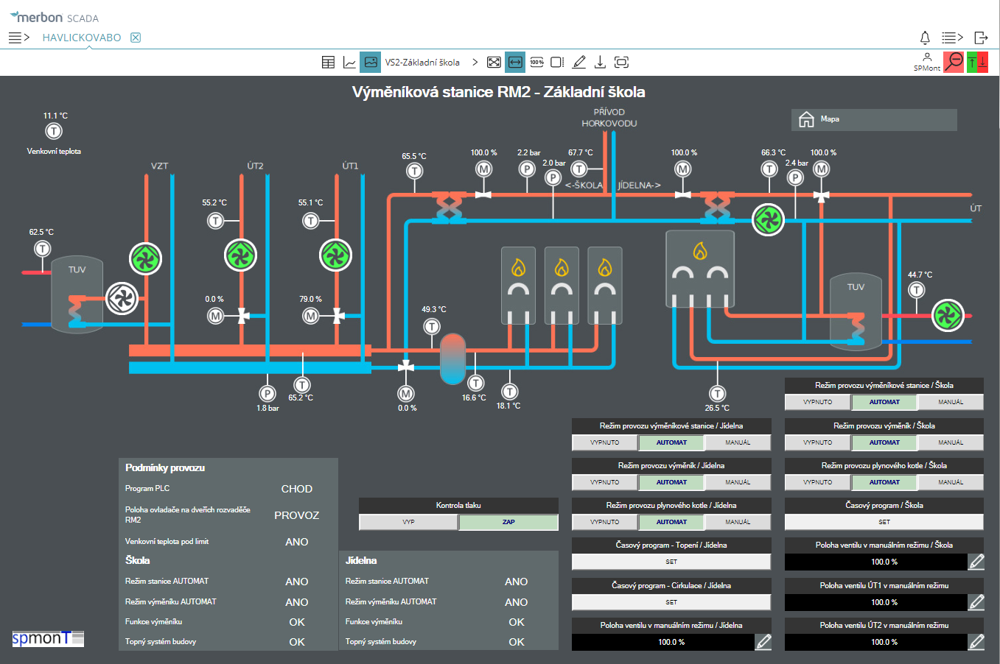 merbon SCADA
HAVLICKOVABO
VS2-Základní škola
100%
SPMont
Výměníková stanice RM2 - Základní škola
11.1 °C
T
Venkovní teplota
PŘÍVOD
HORKOVODU
Mapa
VZT
ÚT2
ÚT1
65.5 °C
T
100.0 %
M
2.2 bar
P
2.0 bar
P
67.7 °C
T
<-ŠKOLA
JÍDELNA->
100.0 %
M
66.3 °C
T
2.4 bar
P
100.0 %
M
ÚT
55.2 °C
T
55.1 °C
T
62.5 °C
T
TUV
0.0 %
M
79.0 %
M
49.3 °C
T
TUV
44.7 °C
T
P
1.8 bar
T
65.2 °C
M
0.0 %
T
16.6 °C
T
18.1 °C
T
26.5 °C
Režim provozu výměníkové stanice / Škola
VYPNUTO AUTOMAT MANUÁL
Režim provozu výměníkové stanice / Jídelna
VYPNUTO AUTOMAT MANUÁL
Režim provozu výměník / Škola
VYPNUTO AUTOMAT MANUÁL
Režim provozu výměník / Jídelna
VYPNUTO AUTOMAT MANUÁL
Režim provozu plynového kotle / Škola
VYPNUTO AUTOMAT MANUÁL
Podmínky provozu
Program PLC CHOD
Poloha ovladače na dveřích rozvaděče
RM2 PROVOZ
Venkovní teplota pod limit ANO
Škola
Režim stanice AUTOMAT ANO
Režim výměníku AUTOMAT ANO
Funkce výměníku OK
Topný systém budovy OK
Kontrola tlaku
VYP ZAP
Jídelna
Režim stanice AUTOMAT ANO
Režim výměníku AUTOMAT ANO
Funkce výměníku OK
Topný systém budovy OK
Režim provozu plynového kotle / Jídelna
VYPNUTO AUTOMAT MANUÁL
Časový program / Škola
SET
Časový program - Topení / Jídelna
SET
Poloha ventilu v manuálním režimu / Škola
100.0 %
Časový program - Cirkulace / Jídelna
SET
Poloha ventilu ÚT1 v manuálním režimu
100.0 %
Poloha ventilu v manuálním režimu / Jídelna
100.0 %
Poloha ventilu ÚT2 v manuálním režimu
100.0 %
spmonT